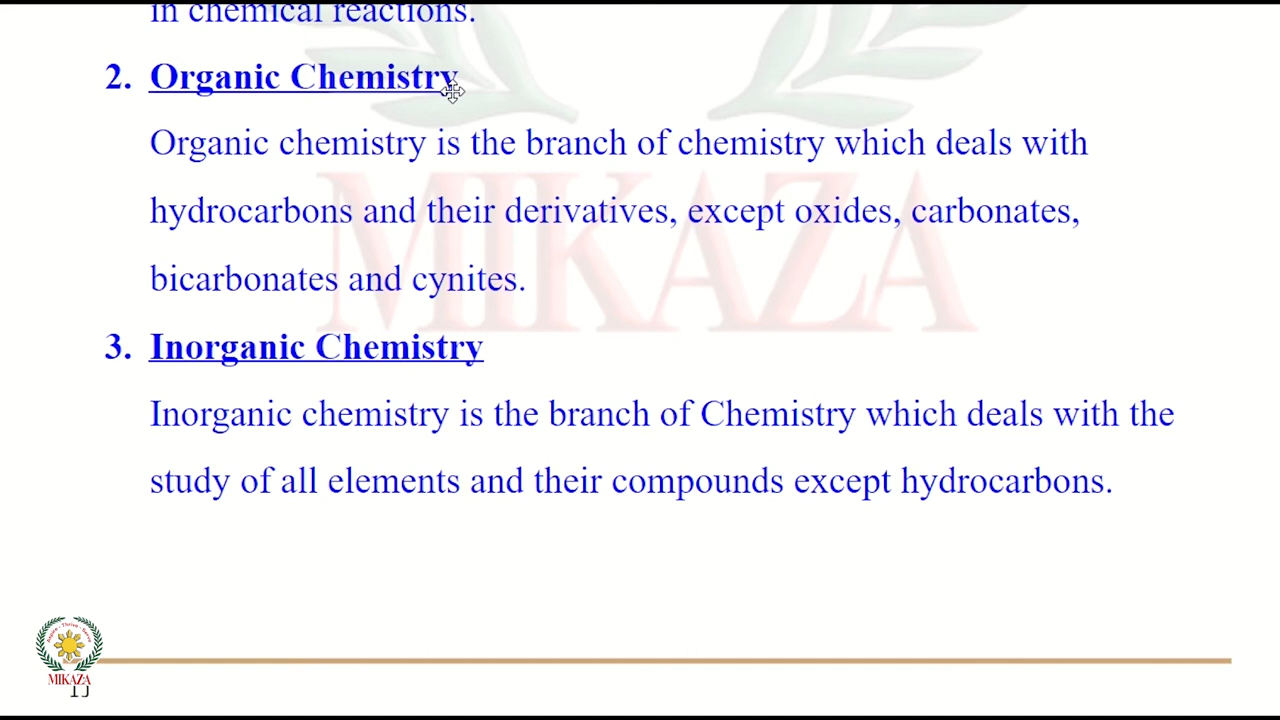 in chemical reactions.
2. Organic Chemistry
Organic chemistry is the branch of chemistry which deals with
hydrocarbons and their derivatives, except oxides, carbonates,
bicarbonates and cynites.
MIKAZA
3. Inorganic Chemistry
Inorganic chemistry is the branch of Chemistry which deals with the
study of all elements and their compounds except hydrocarbons.
MIKAZA